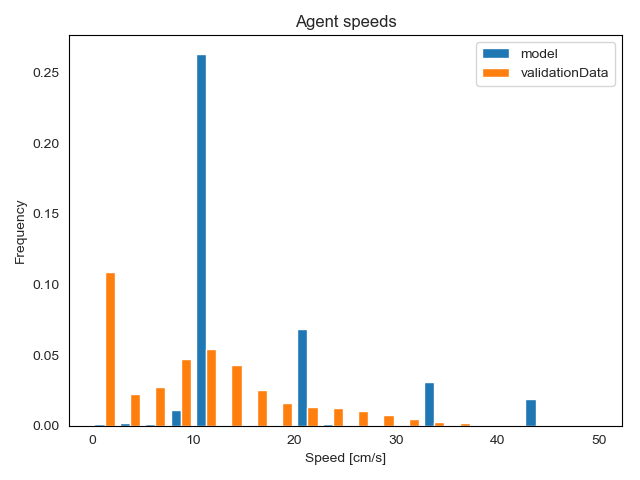 Agent speeds
model
validationData
0.25
0.20
0.15
0.10
0.05
0.00
Frequency
0 10 20 30 40 50
Speed [cm/s]